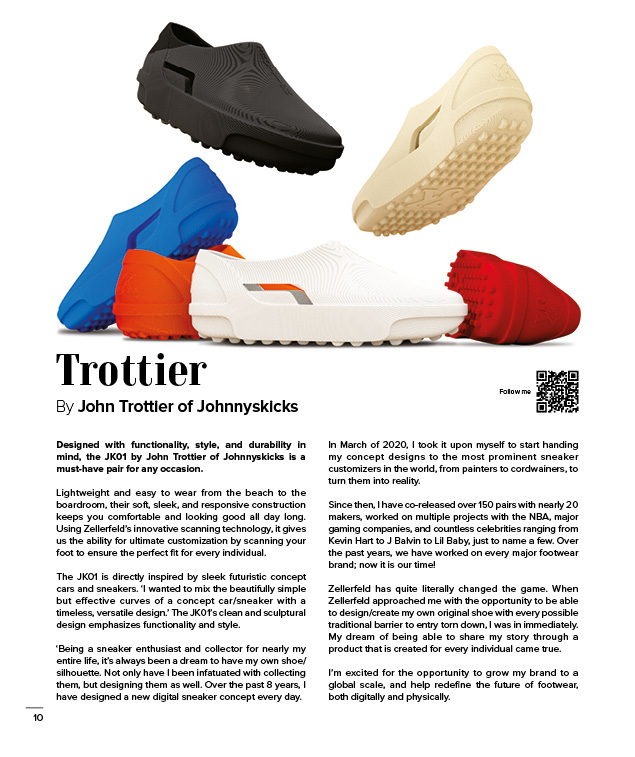 Trottier
By John Trottier of Johnnyskicks
Follow me
Designed with functionality, style, and durability in
mind, the JK01 by John Trottier of Johnnyskicks is a
must-have pair for any occasion.
Lightweight and easy to wear from the beach to the
boardroom, their soft, sleek, and responsive construction
keeps you comfortable and looking good all day long.
Using Zellerfeld's innovative scanning technology, it gives
us the ability for ultimate customization by scanning your
foot to ensure the perfect fit for every individual.
The JK01 is directly inspired by sleek futuristic concept
cars and sneakers. 'I wanted to mix the beautifully simple
but effective curves of a concept car/sneaker with a
timeless, versatile design.' The JK01's clean and sculptural
design emphasizes functionality and style.
'Being a sneaker enthusiast and collector for nearly my
entire life, it's always been a dream to have my own shoe/
silhouette. Not only have I been infatuated with collecting
them, but designing them as well. Over the past 8 years, I
have designed a new digital sneaker concept every day.
In March of 2020, I took it upon myself to start handing
my concept designs to the most prominent sneaker
customizers in the world, from painters to cordwainers, to
turn them into reality.
Since then, I have co-released over 150 pairs with nearly 20
makers, worked on multiple projects with the NBA, major
gaming companies, and countless celebrities ranging from
Kevin Hart to J Balvin to Lil Baby, just to name a few. Over
the past years, we have worked on every major footwear
brand; now it is our time!
Zellerfeld has quite literally changed the game. When
Zellerfeld approached me with the opportunity to be able
to design/create my own original shoe with every possible
traditional barrier to entry torn down, I was in immediately.
My dream of being able to share my story through a
product that is created for every individual came true.
I'm excited for the opportunity to grow my brand to a
global scale, and help redefine the future of footwear,
both digitally and physically.
10